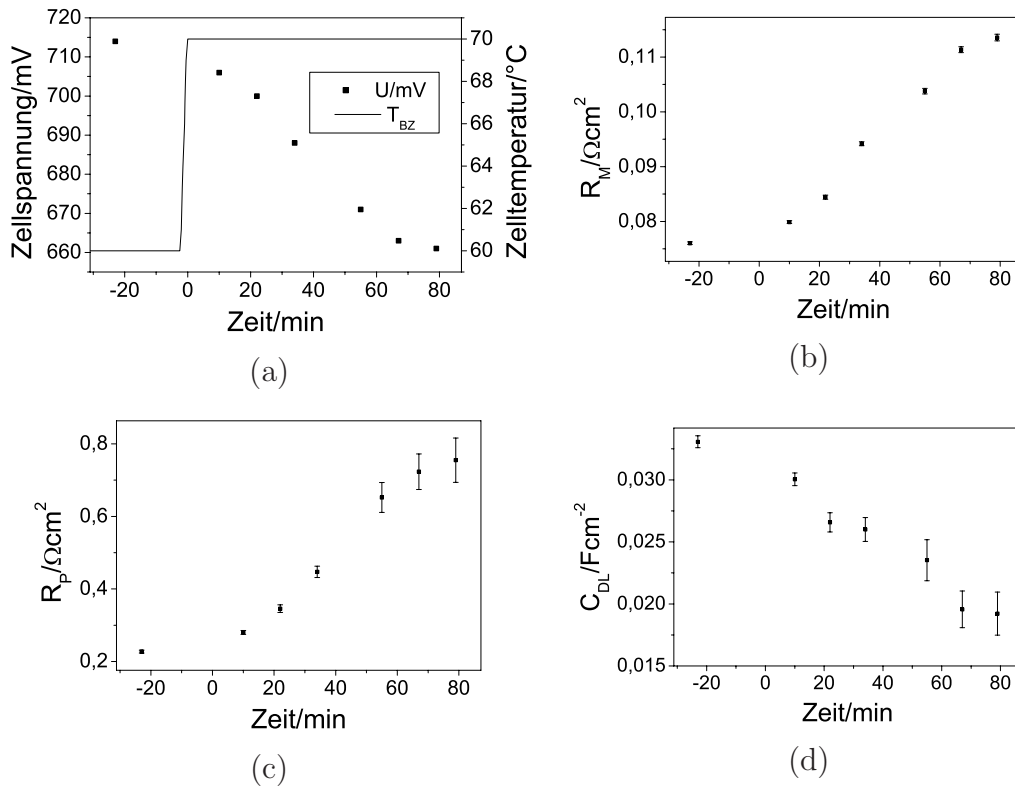 720
710
700
690
680
670
660
Zellspannung/mV
70
68
66
64
62
60
Zelltemperatur/°C
U/mV
T_BZ
-20 0 20 40 60 80
Zeit/min
(a)
0,11
0,10
0,09
0,08
R_M/Ωcm²
-20 0 20 40 60 80
Zeit/min
(b)
0,8
0,6
0,4
0,2
R_P/Ωcm²
-20 0 20 40 60 80
Zeit/min
(c)
0,030
0,025
0,020
0,015
C_DL/Fcm⁻²
-20 0 20 40 60 80
Zeit/min
(d)